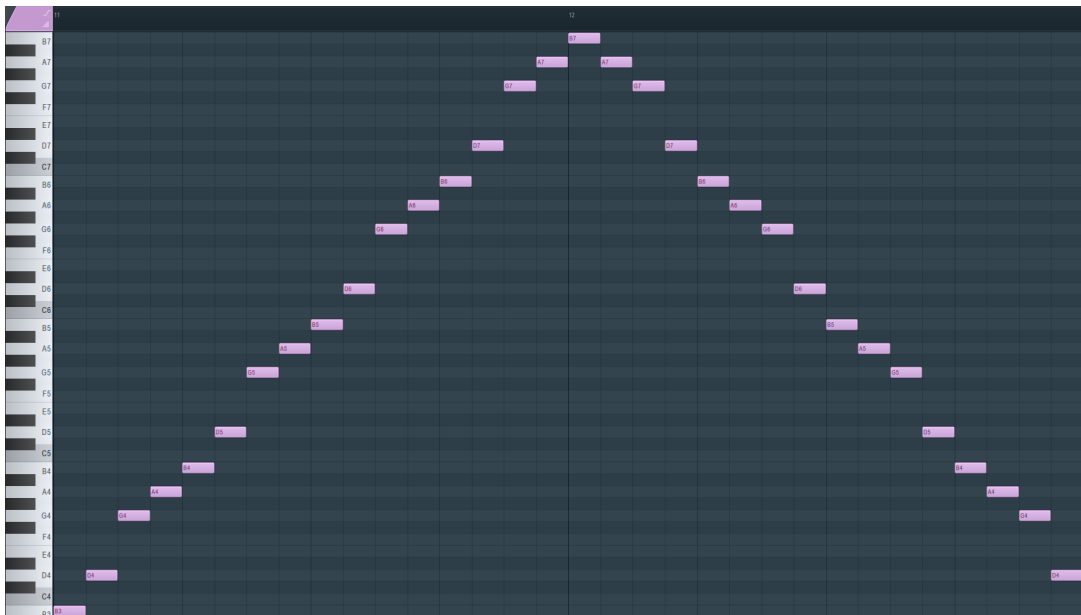 11 12
B7 B7
A7 A7 A7
G7 G7 G7
F7
E7
D7 D7 D7
C7
B6 B6 B6
A6 A6 A6
G6 G6 G6
F6
E6
D6 D6 D6
C6
B5 B5 B5
A5 A5 A5
G5 G5 G5
F5
E5
D5 D5 D5
C5
B4 B4 B4
A4 A4 A4
G4 G4 G4
F4
E4
D4 D4 D4
C4
B3 B3